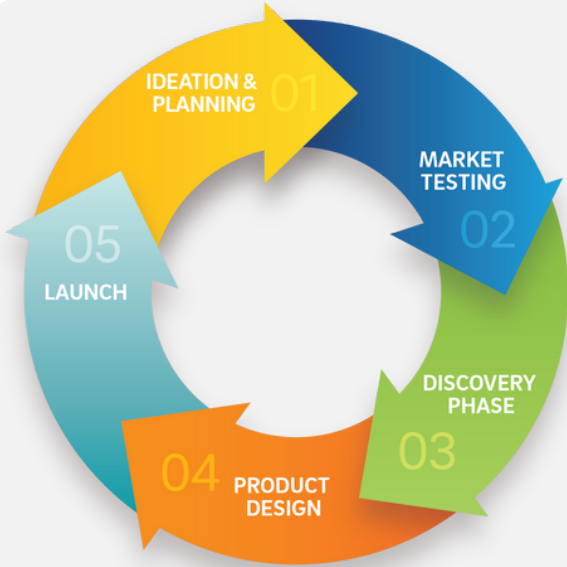 IDEATION &
PLANNING
01
MARKET
TESTING
02
DISCOVERY
PHASE
03
04
PRODUCT
DESIGN
05
LAUNCH